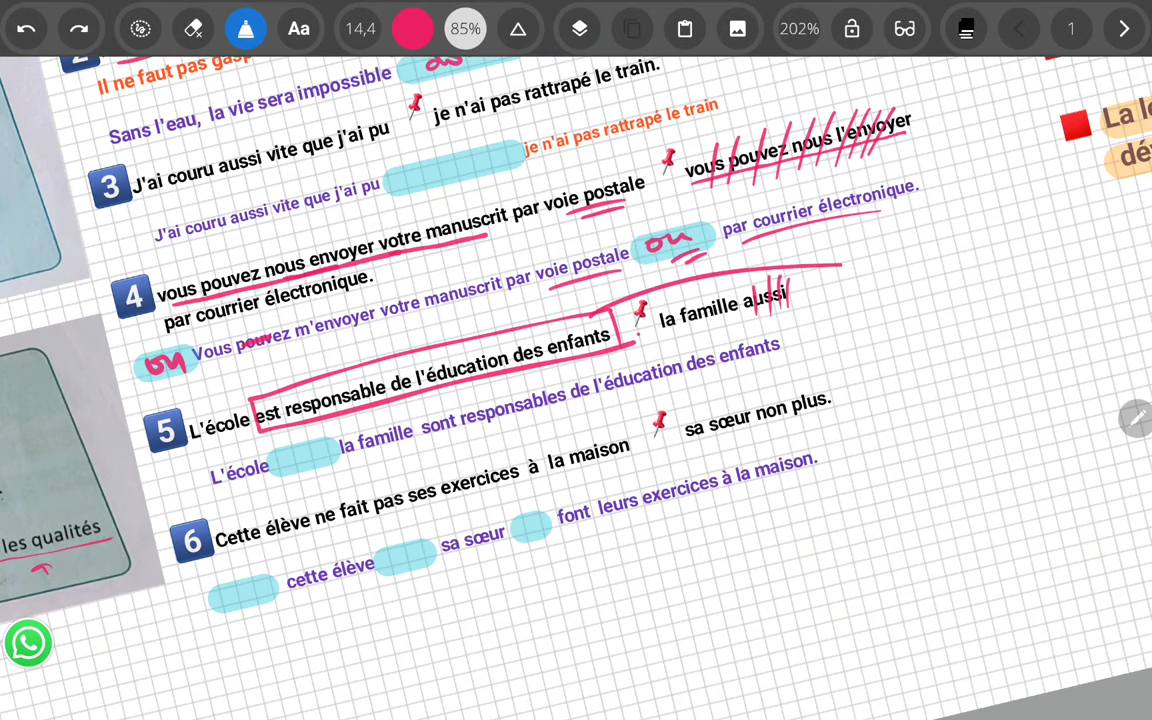 14,4
85%
202%
1
2
Il ne faut pas
Sans l'eau, la vie sera impossible
3 J'ai couru aussi vite que j'ai pu je n'ai pas rattrapé le train.
J'ai couru aussi vite que j'ai pu je n'ai pas rattrapé le train
4 vous pouvez nous envoyer votre manuscrit par voie postale vous pouvez nous l'envoyer
par courrier électronique.
ou Vous pouvez m'envoyer votre manuscrit par voie postale ou par courrier électronique.
5 L'école est responsable de l'éducation des enfants la famille aussi
L'école la famille sont responsables de l'éducation des enfants
6 Cette élève ne fait pas ses exercices à la maison sa sœur non plus.
cette élève sa sœur font leurs exercices à la maison.
les qualités
La